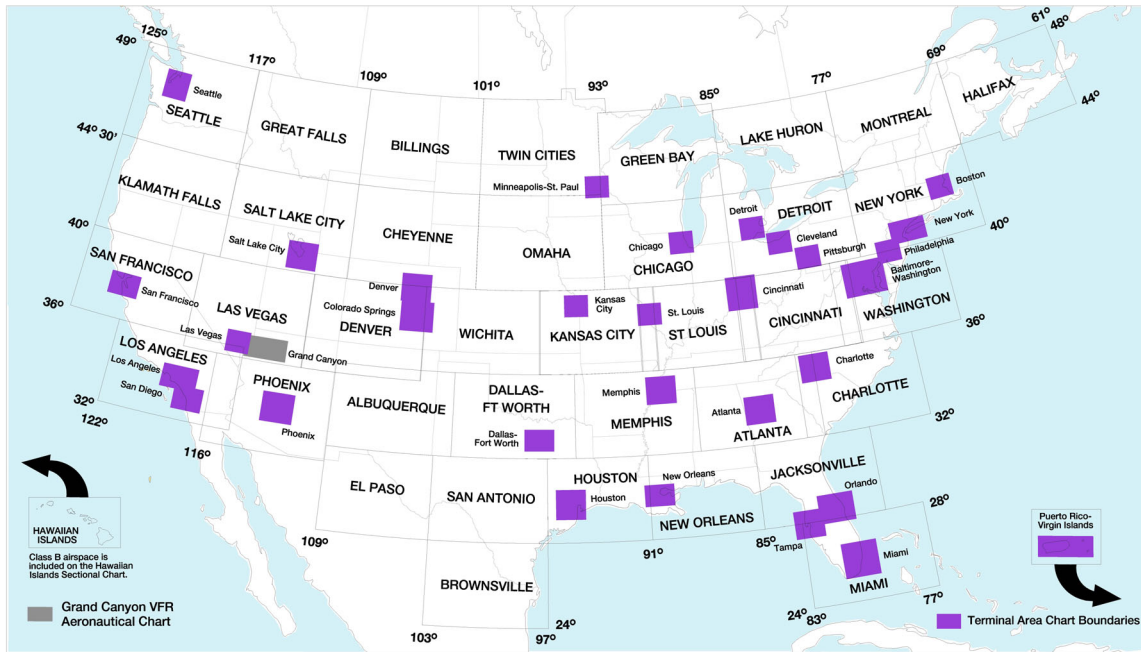 125°
49°
117°
109°
101°
93°
85°
77°
69°
61°
48°
44°
Seattle
SEATTLE
GREAT FALLS
BILLINGS
TWIN CITIES
GREEN BAY
LAKE HURON
MONTREAL
HALIFAX
44° 30'
Minneapolis-St. Paul
KLAMATH FALLS
SALT LAKE CITY
CHEYENNE
OMAHA
Chicago
CHICAGO
Detroit
DETROIT
Cleveland
Pittsburgh
NEW YORK
Boston
New York
Philadelphia
Baltimore-
Washington
40°
40°
Salt Lake City
SAN FRANCISCO
San Francisco
36°
LAS VEGAS
Las Vegas
Grand Canyon
Denver
Colorado Springs
DENVER
WICHITA
Kansas
City
KANSAS CITY
St. Louis
ST LOUIS
Cincinnati
CINCINNATI
WASHINGTON
36°
LOS ANGELES
Los Angeles
San Diego
32°
122°
PHOENIX
Phoenix
116°
ALBUQUERQUE
DALLAS-
FT WORTH
Dallas-
Fort Worth
Memphis
MEMPHIS
Atlanta
ATLANTA
Charlotte
CHARLOTTE
32°
EL PASO
109°
SAN ANTONIO
HOUSTON
Houston
New Orleans
NEW ORLEANS
91°
JACKSONVILLE
Orlando
85°
Tampa
28°
Miami
MIAMI
77°
24°
83°
BROWNSVILLE
103°
24°
97°
HAWAIIAN
ISLANDS
Class B airspace is
included on the Hawaiian
Islands Sectional Chart.
Grand Canyon VFR
Aeronautical Chart
Puerto Rico-
Virgin Islands
Terminal Area Chart Boundaries